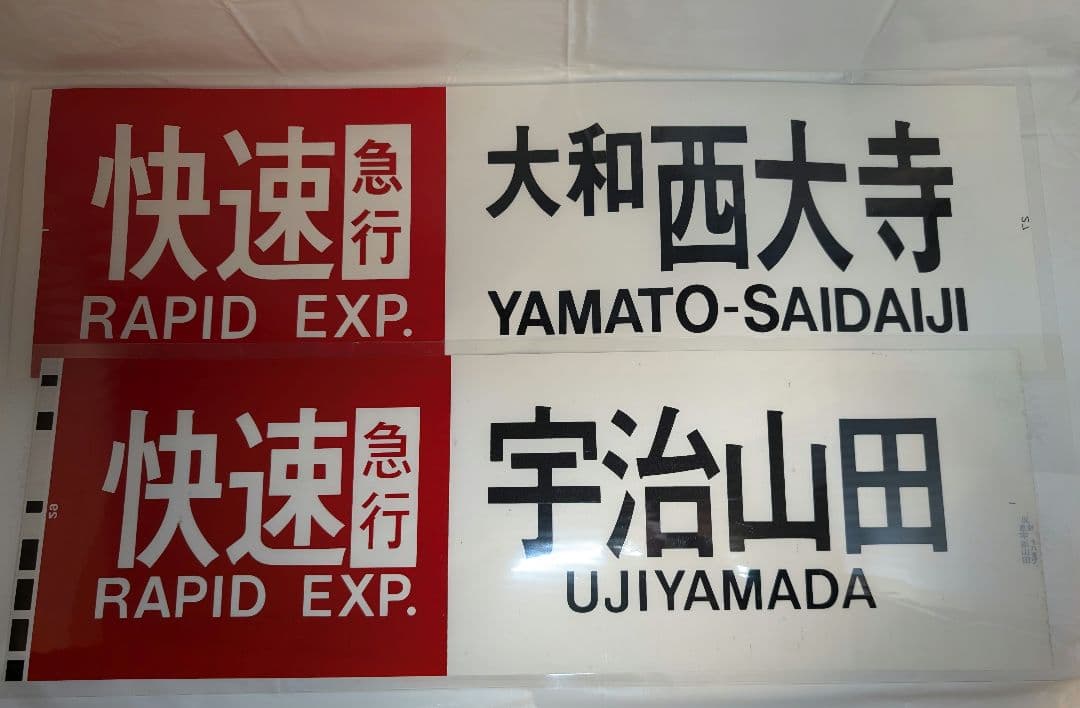 快速急行 大和西大寺
RAPID EXP. YAMATO-SAIDAIJI
快速急行 宇治山田
RAPID EXP. UJIYAMADA